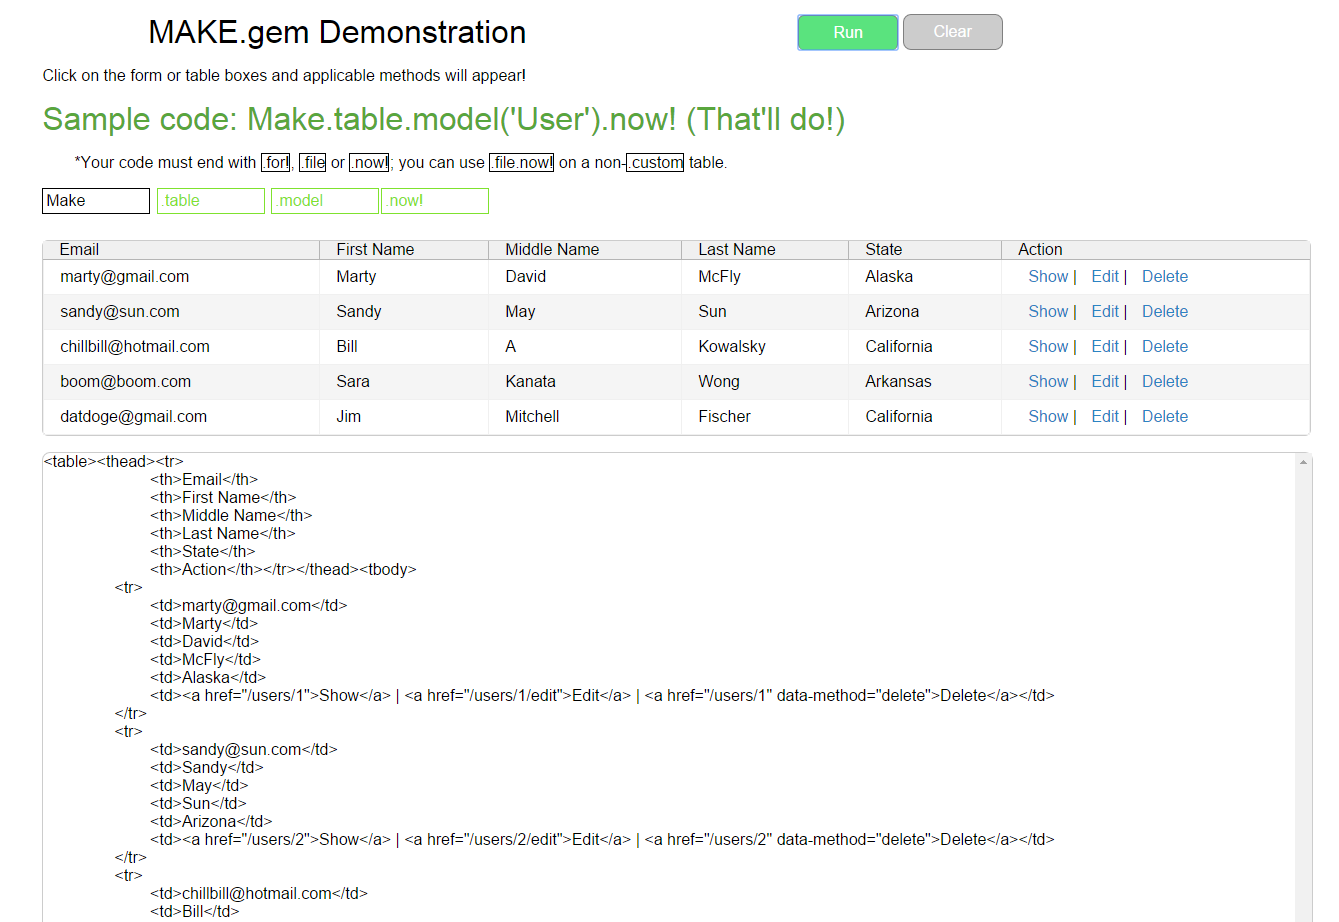 MAKE.gem Demonstration
Run Clear
Click on the form or table boxes and applicable methods will appear!
Sample code: Make.table.model('User').now! (That'll do!)
*Your code must end with .for!, .file or .now!; you can use .file.now! on a non-.custom table.
Make .table .model .now!
Email First Name Middle Name Last Name State Action
marty@gmail.com Marty David McFly Alaska Show | Edit | Delete
sandy@sun.com Sandy May Sun Arizona Show | Edit | Delete
chillbill@hotmail.com Bill A Kowalsky California Show | Edit | Delete
boom@boom.com Sara Kanata Wong Arkansas Show | Edit | Delete
datdoge@gmail.com Jim Mitchell Fischer California Show | Edit | Delete
<table><thead><tr>
<th>Email</th>
<th>First Name</th>
<th>Middle Name</th>
<th>Last Name</th>
<th>State</th>
<th>Action</th></tr></thead><tbody>
<tr>
<td>marty@gmail.com</td>
<td>Marty</td>
<td>David</td>
<td>McFly</td>
<td>Alaska</td>
<td><a href="/users/1">Show</a> | <a href="/users/1/edit">Edit</a> | <a href="/users/1" data-method="delete">Delete</a></td>
</tr>
<tr>
<td>sandy@sun.com</td>
<td>Sandy</td>
<td>May</td>
<td>Sun</td>
<td>Arizona</td>
<td><a href="/users/2">Show</a> | <a href="/users/2/edit">Edit</a> | <a href="/users/2" data-method="delete">Delete</a></td>
</tr>
<tr>
<td>chillbill@hotmail.com</td>
<td>Bill</td>